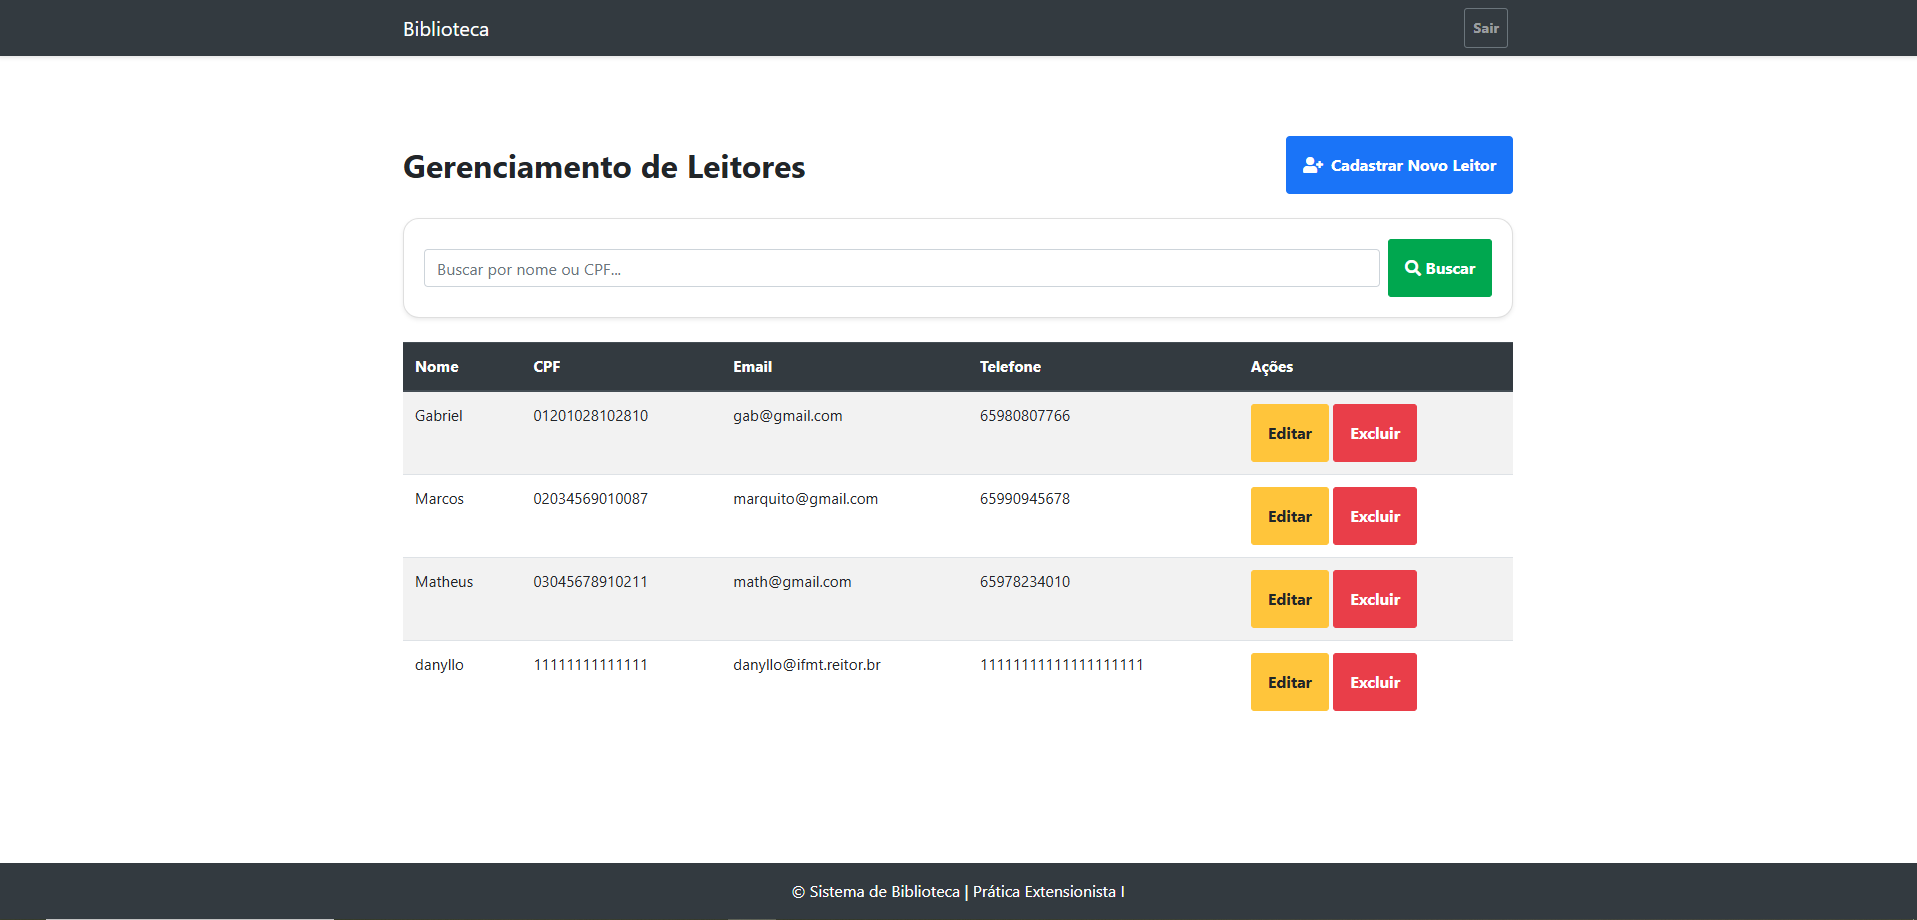 Biblioteca Sair
Gerenciamento de Leitores Cadastrar Novo Leitor
Buscar por nome ou CPF... Buscar
Nome CPF Email Telefone Ações
Gabriel 01201028102810 gab@gmail.com 65980807766 Editar Excluir
Marcos 02034569010087 marquito@gmail.com 65990945678 Editar Excluir
Matheus 03045678910211 math@gmail.com 65978234010 Editar Excluir
danyllo 11111111111111 danyllo@ifmt.reitor.br 11111111111111111111 Editar Excluir
© Sistema de Biblioteca | Prática Extensionista I